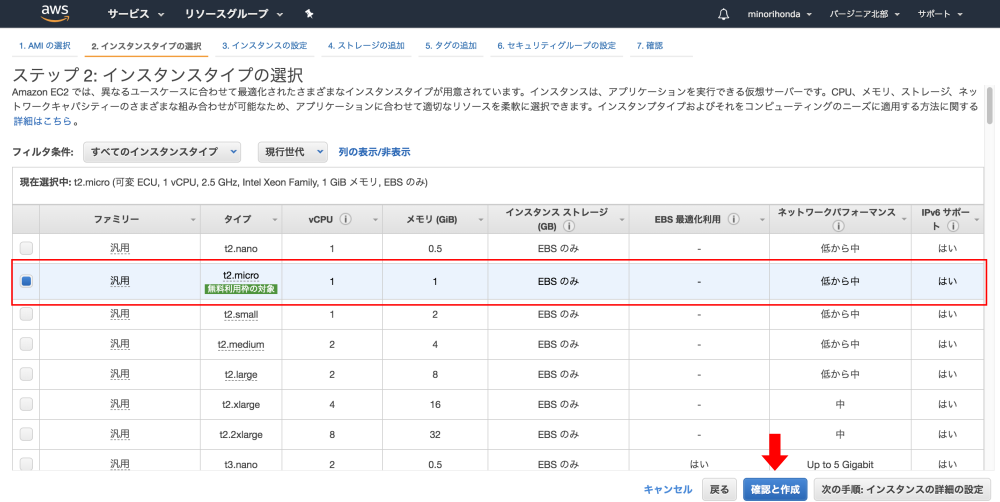 aws サービス リソースグループ minorihonda バージニア北部 サポート
1. AMI の選択 2. インスタンスタイプの選択 3. インスタンスの設定 4. ストレージの追加 5. タグの追加 6. セキュリティグループの設定 7. 確認
ステップ 2: インスタンスタイプの選択
Amazon EC2 では、異なるユースケースに合わせて最適化されたさまざまなインスタンスタイプが用意されています。インスタンスは、アプリケーションを実行できる仮想サーバーです。CPU、メモリ、ストレージ、ネッ
トワークキャパシティーのさまざまな組み合わせが可能なため、アプリケーションに合わせて適切なリソースを柔軟に選択できます。インスタンプタイプおよびそれをコンピューティングのニーズに適用する方法に関する
詳細はこちら。
フィルタ条件: すべてのインスタンスタイプ 現行世代 列の表示/非表示
現在選択中: t2.micro (可変 ECU, 1 vCPU, 2.5 GHz, Intel Xeon Family, 1 GiB メモリ, EBS のみ)
ファミリー タイプ vCPU メモリ (GiB) インスタンス ストレージ (GB) EBS 最適化利用 ネットワークパフォーマンス IPv6 サポート
汎用 t2.nano 1 0.5 EBS のみ - 低から中 はい
汎用 t2.micro 1 1 EBS のみ - 低から中 はい
無料利用枠の対象
汎用 t2.small 1 2 EBS のみ - 低から中 はい
汎用 t2.medium 2 4 EBS のみ - 低から中 はい
汎用 t2.large 2 8 EBS のみ - 低から中 はい
汎用 t2.xlarge 4 16 EBS のみ - 中 はい
汎用 t2.2xlarge 8 32 EBS のみ - 中 はい
汎用 t3.nano 2 0.5 EBS のみ はい Up to 5 Gigabit はい
キャンセル 戻る 確認と作成 次の手順: インスタンスの詳細の設定